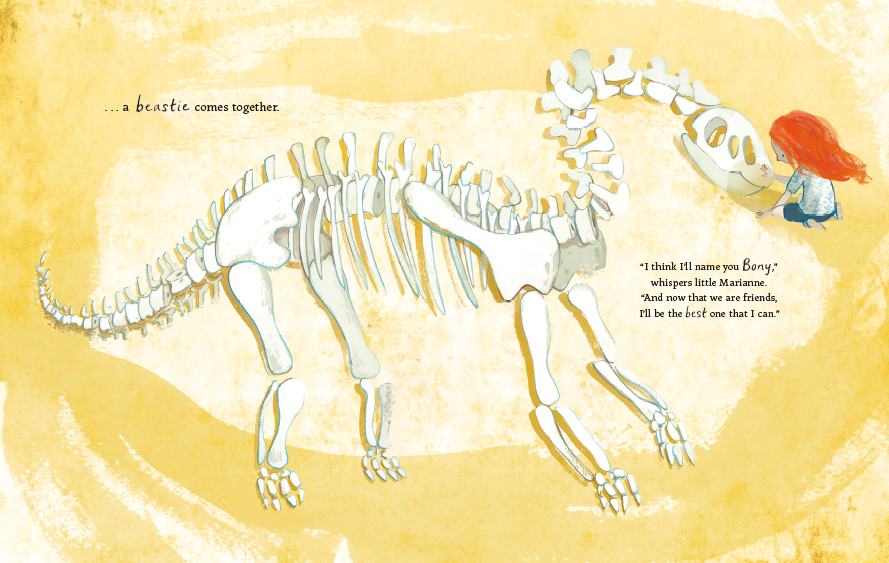 . . . a beastie comes together.
“I think I’ll name you Bony,”
whispers little Marianne.
“And now that we are friends,
I’ll be the best one that I can.”